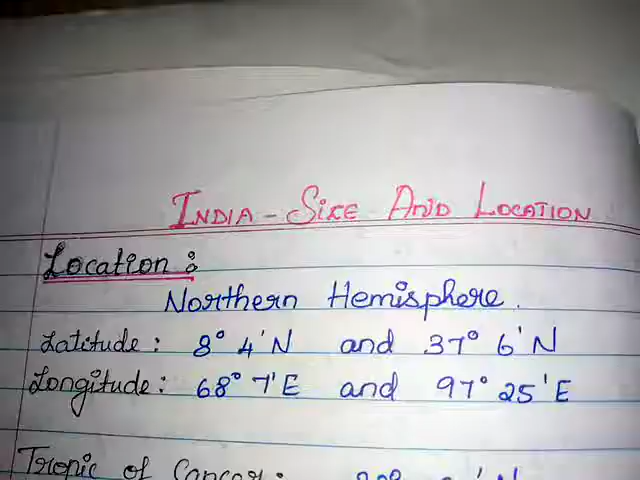 INDIA - SIZE AND LOCATION
Location :
Northern Hemisphere.
Latitude : 8° 4' N and 37° 6' N
Longitude : 68° 7' E and 97° 25' E
Tropic of Cancer :